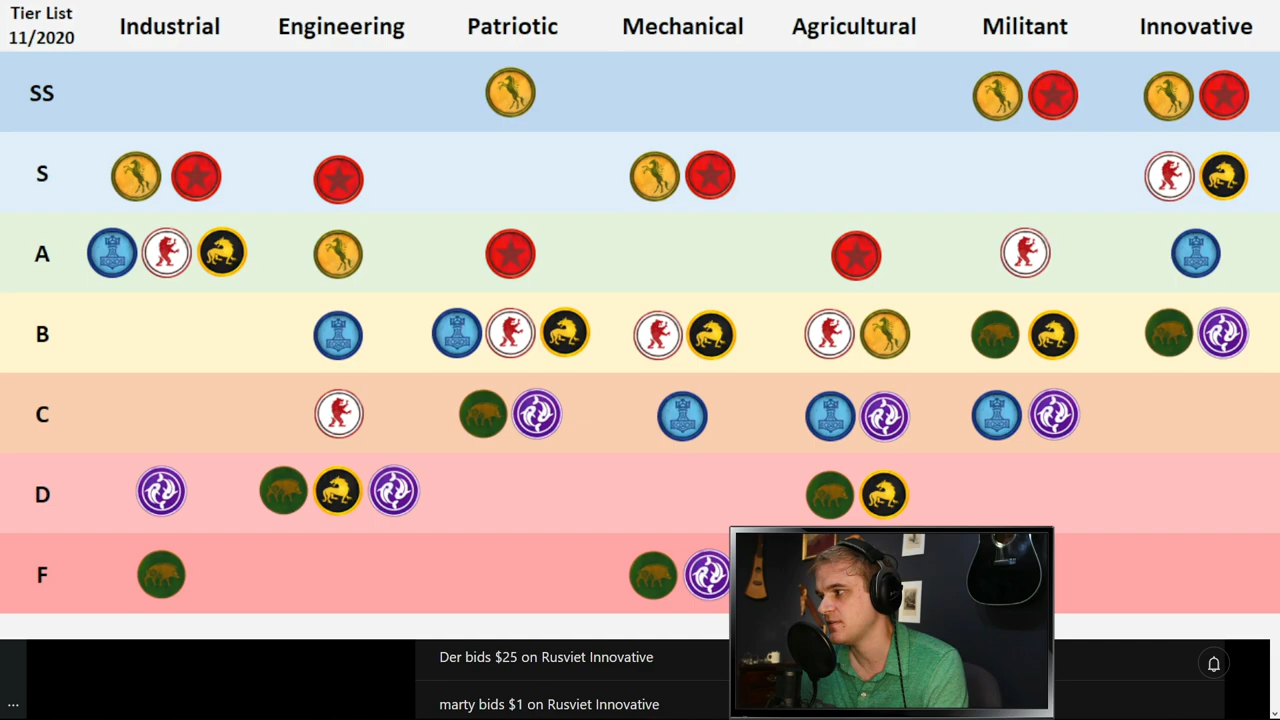 Tier List
11/2020
Industrial Engineering Patriotic Mechanical Agricultural Militant Innovative
SS
S
A
B
C
D
F
Der bids $25 on Rusviet Innovative
marty bids $1 on Rusviet Innovative